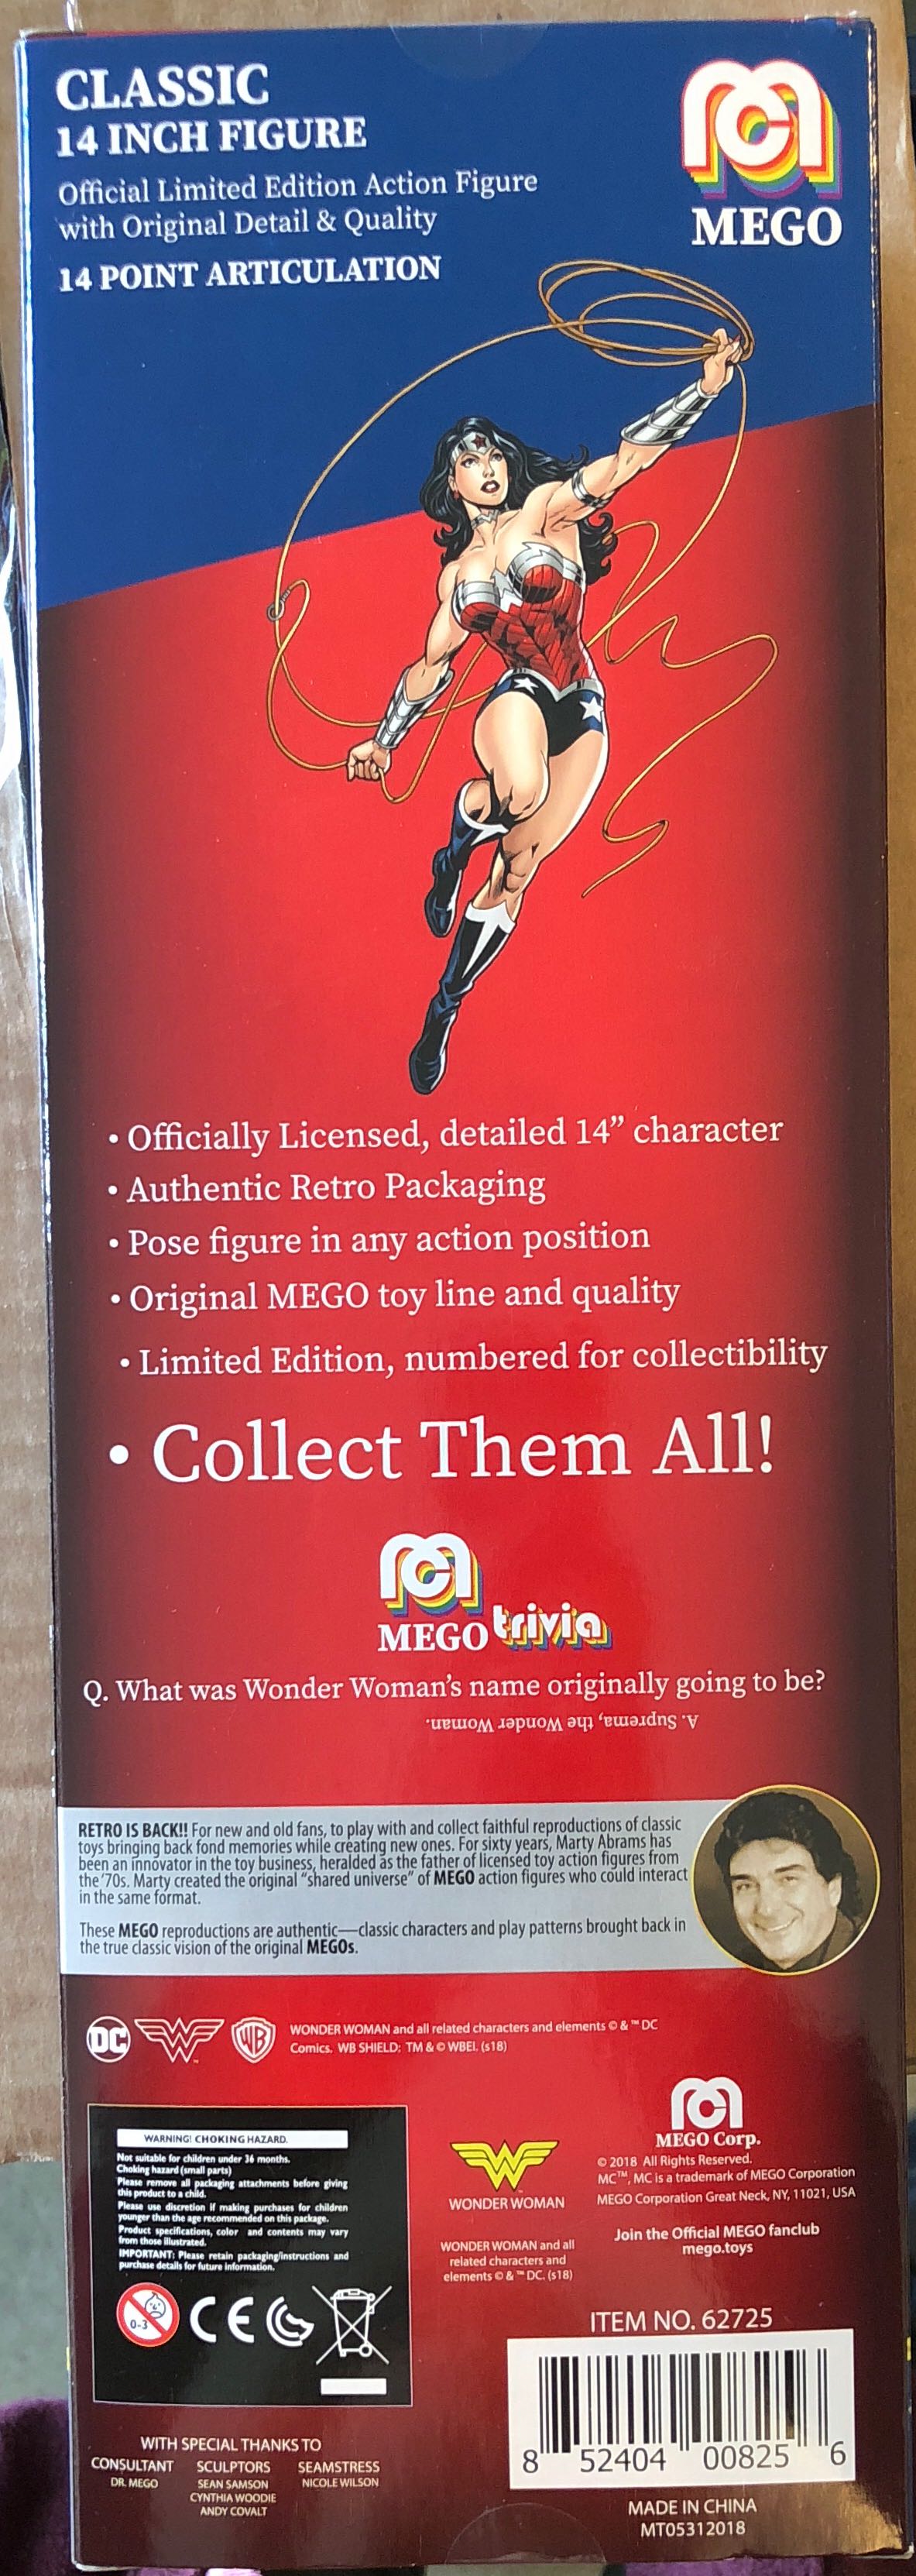 CLASSIC
14 INCH FIGURE
Official Limited Edition Action Figure
with Original Detail & Quality
14 POINT ARTICULATION
MEGO
• Officially Licensed, detailed 14” character
• Authentic Retro Packaging
• Pose figure in any action position
• Original MEGO toy line and quality
• Limited Edition, numbered for collectibility
• Collect Them All!
MEGO trivia
Q. What was Wonder Woman’s name originally going to be?
A. Suprema, the Wonder Woman.
RETRO IS BACK!! For new and old fans, to play with and collect faithful reproductions of classic
toys bringing back fond memories while creating new ones. For sixty years, Marty Abrams has
been an innovator in the toy business, heralded as the father of licensed toy action figures from
the '70s. Marty created the original "shared universe" of MEGO action figures who could interact
in the same format.
These MEGO reproductions are authentic—classic characters and play patterns brought back in
the true classic vision of the original MEGOs.
DC
WB
WONDER WOMAN and all related characters and elements © & ™ DC
Comics. WB SHIELD: TM & © WBEI. (s18)
WARNING! CHOKING HAZARD.
Not suitable for children under 36 months.
Choking hazard (small parts)
Please remove all packaging attachments before giving
this product to a child.
Please use discretion if making purchases for children
younger than the age recommended on this package.
Product specifications, color and contents may vary
from those illustrated.
IMPORTANT: Please retain packaging/instructions and
purchase details for future information.
0-3
CE
WONDER WOMAN
WONDER WOMAN and all
related characters and
elements © & ™ DC. (s18)
MEGO Corp.
© 2018 All Rights Reserved.
MC™, MC is a trademark of MEGO Corporation
MEGO Corporation Great Neck, NY, 11021, USA
Join the Official MEGO fanclub
mego.toys
ITEM NO. 62725
8 52404 00825 6
MADE IN CHINA
MT05312018
WITH SPECIAL THANKS TO
CONSULTANT
DR. MEGO
SCULPTORS
SEAN SAMSON
CYNTHIA WOODIE
ANDY COVALT
SEAMSTRESS
NICOLE WILSON